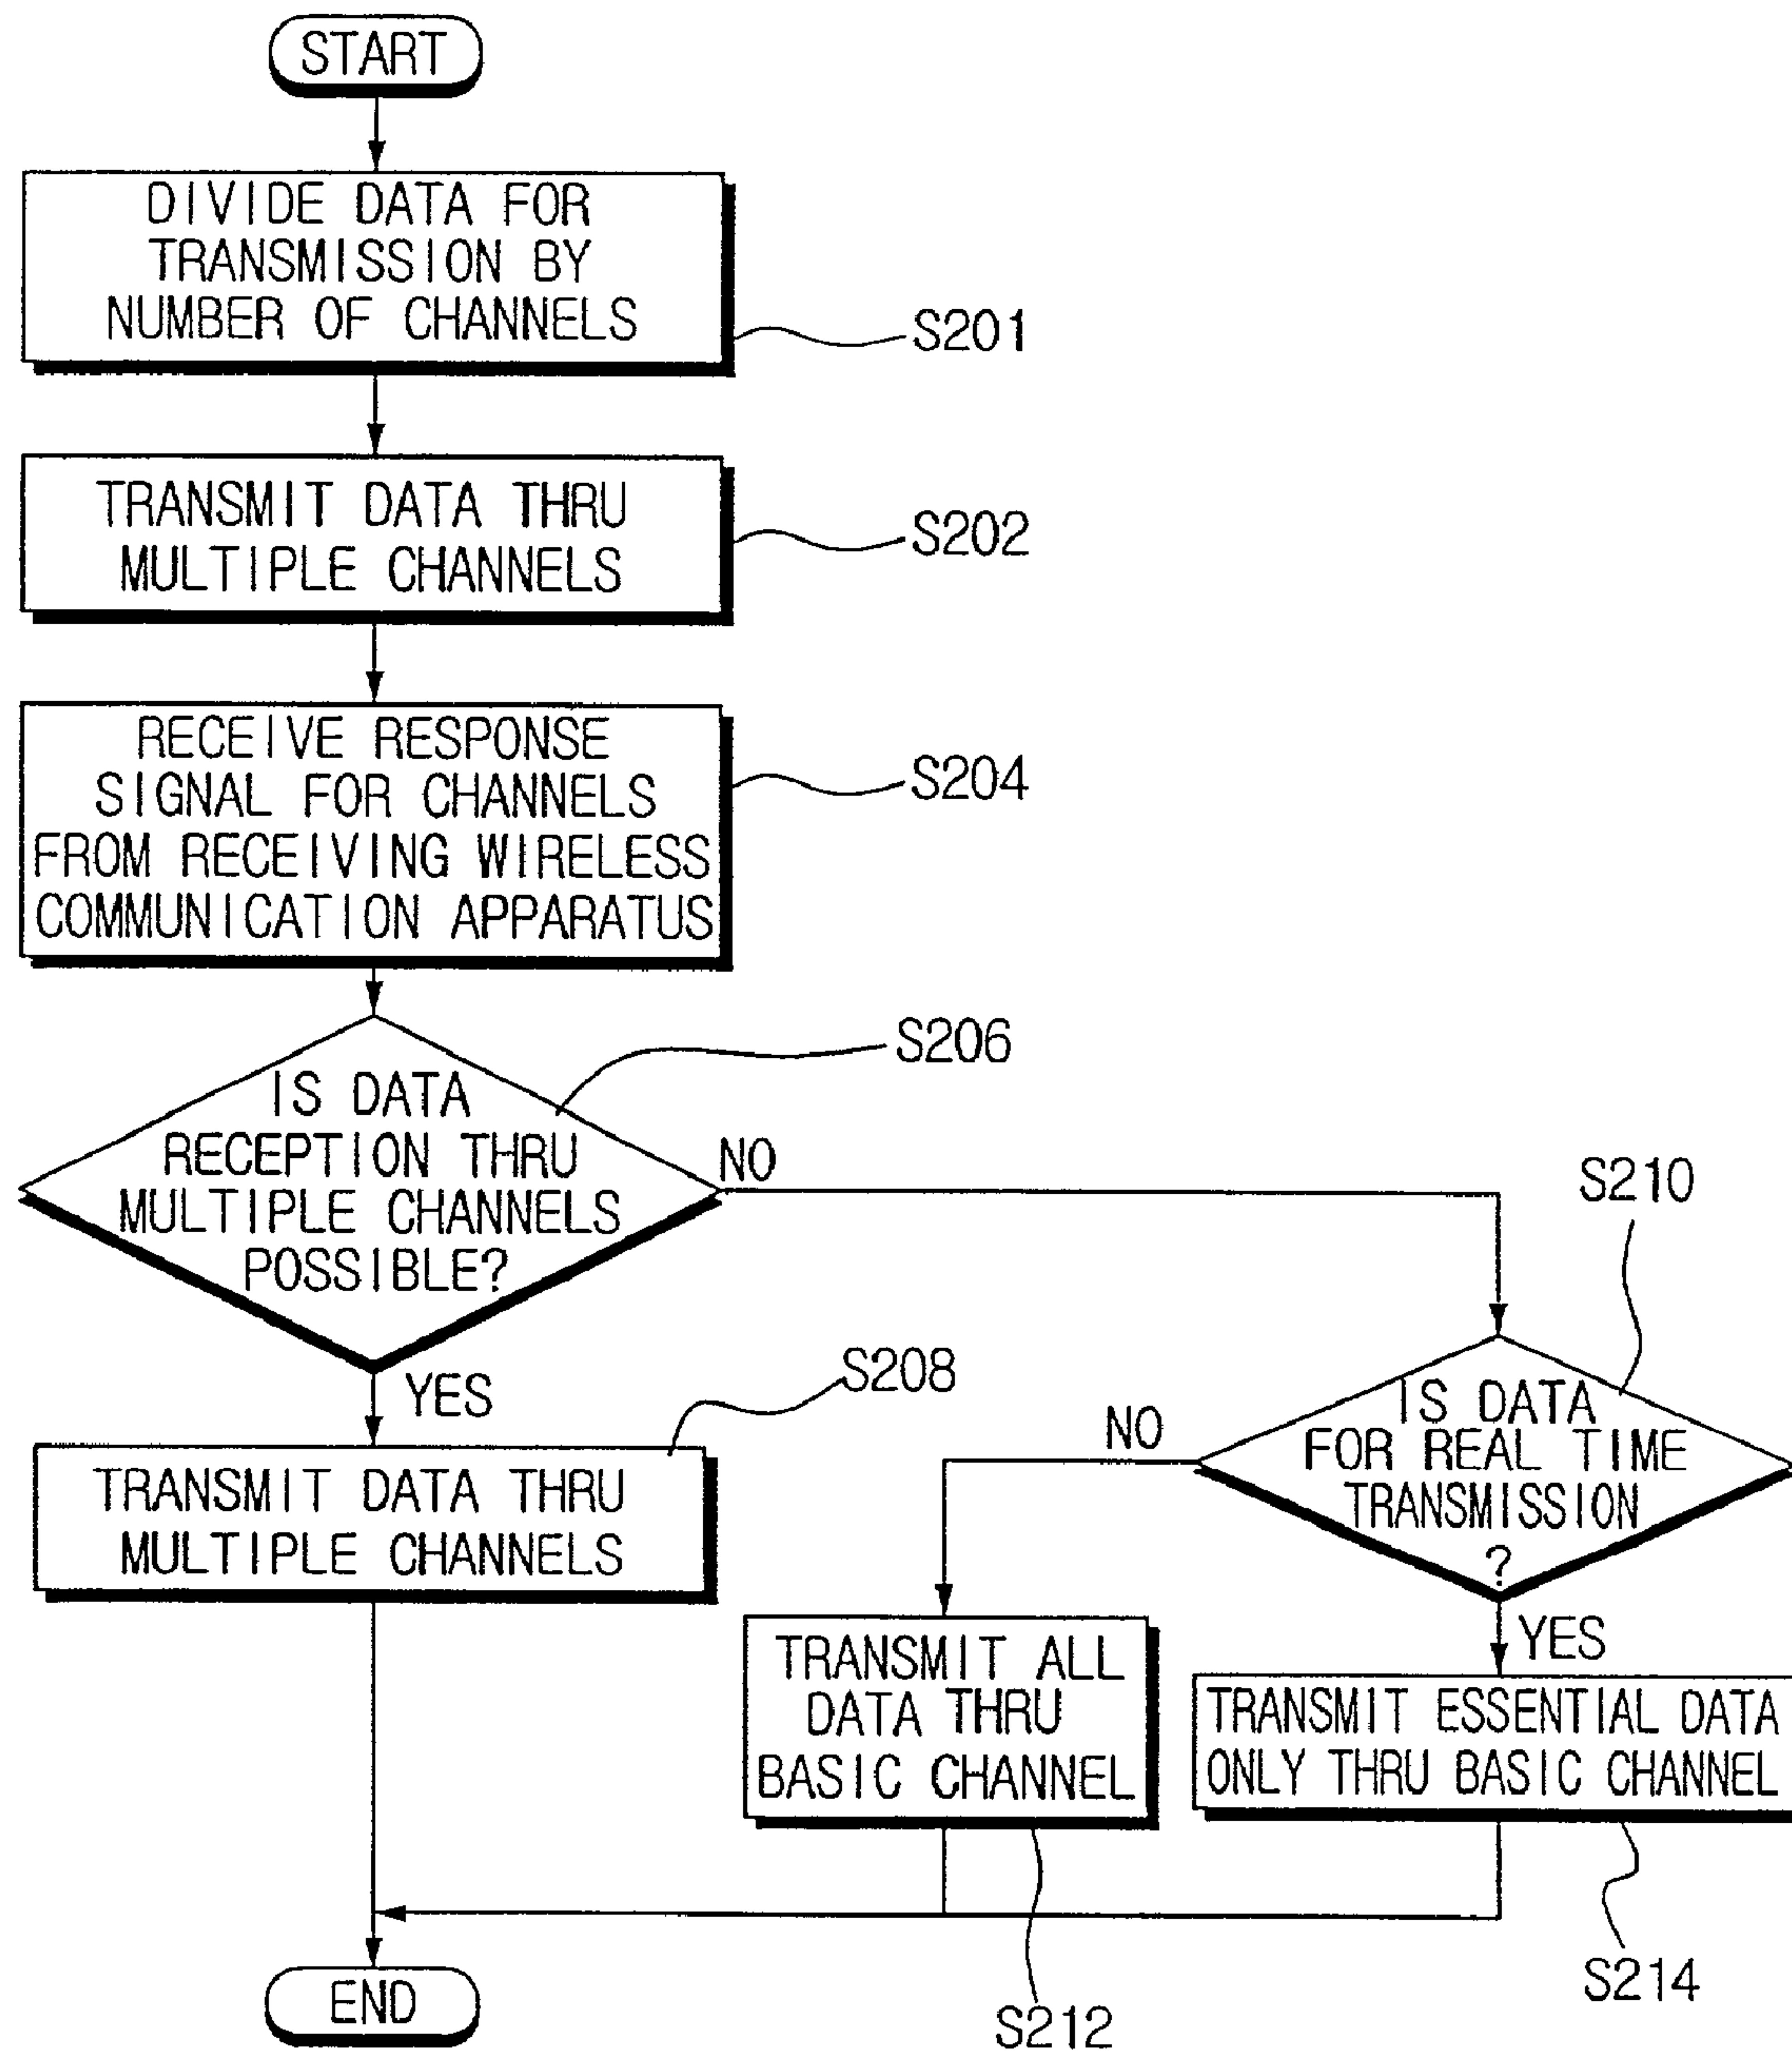 START
DIVIDE DATA FOR
TRANSMISSION BY
NUMBER OF CHANNELS
S201
TRANSMIT DATA THRU
MULTIPLE CHANNELS
S202
RECEIVE RESPONSE
SIGNAL FOR CHANNELS
FROM RECEIVING WIRELESS
COMMUNICATION APPARATUS
S204
IS DATA
RECEPTION THRU
MULTIPLE CHANNELS
POSSIBLE?
S206
NO
YES
S208
TRANSMIT DATA THRU
MULTIPLE CHANNELS
S210
IS DATA
FOR REAL TIME
TRANSMISSION
?
NO
YES
TRANSMIT ALL
DATA THRU
BASIC CHANNEL
S212
TRANSMIT ESSENTIAL DATA
ONLY THRU BASIC CHANNEL
S214
END